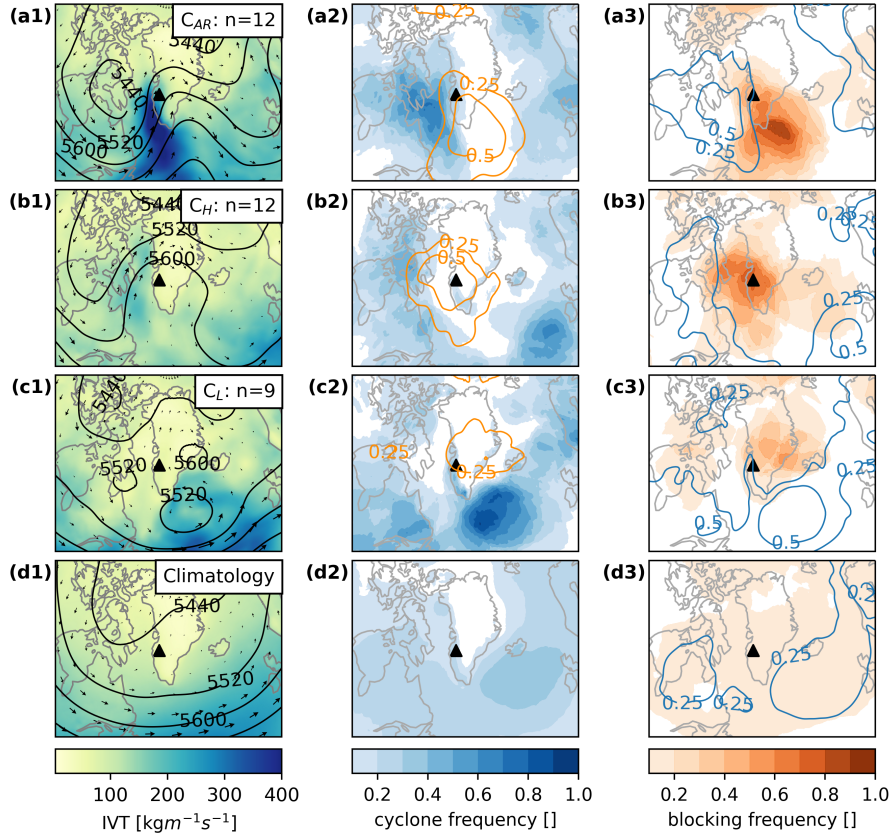 (a1) C_AR: n=12 5440 5440 5520 5600
(a2) 0.25 0.25 0.5
(a3) 0.5 0.25
(b1) C_H: n=12 5440 5520 5600
(b2) 0.25 0.5
(b3) 0.25 0.25 0.5
(c1) C_L: n=9 5440 5520 5600 5520
(c2) 0.25 0.25
(c3) 0.25 0.25 0.5 0.5
(d1) Climatology 5440 5520 5600
(d2)
(d3) 0.25 0.25 0.25
100 200 300 400
IVT [kgm⁻¹s⁻¹]
0.2 0.4 0.6 0.8 1.0
cyclone frequency []
0.2 0.4 0.6 0.8 1.0
blocking frequency []